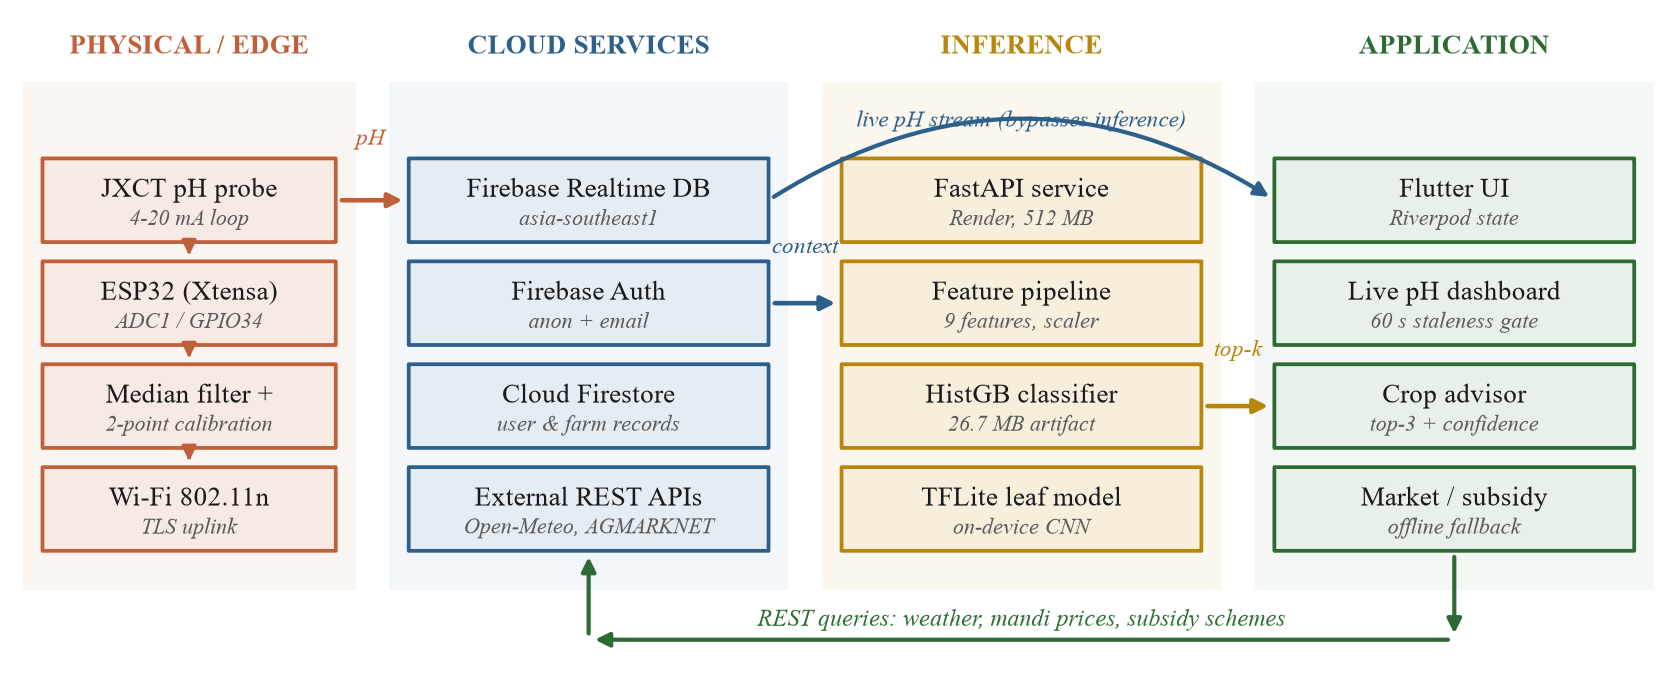 PHYSICAL / EDGE
CLOUD SERVICES
INFERENCE
APPLICATION
pH
live pH stream (bypasses inference)
JXCT pH probe
4-20 mA loop
ESP32 (Xtensa)
ADC1 / GPIO34
Median filter +
2-point calibration
Wi-Fi 802.11n
TLS uplink
Firebase Realtime DB
asia-southeast1
context
Firebase Auth
anon + email
Cloud Firestore
user & farm records
External REST APIs
Open-Meteo, AGMARKNET
FastAPI service
Render, 512 MB
Feature pipeline
9 features, scaler
top-k
HistGB classifier
26.7 MB artifact
TFLite leaf model
on-device CNN
Flutter UI
Riverpod state
Live pH dashboard
60 s staleness gate
Crop advisor
top-3 + confidence
Market / subsidy
offline fallback
REST queries: weather, mandi prices, subsidy schemes